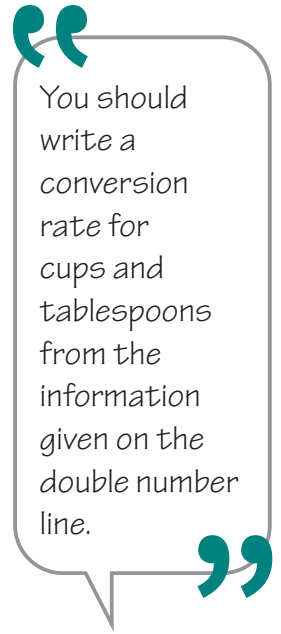 You should
write a
conversion
rate for
cups and
tablespoons
from the
information
given on the
double number
line.